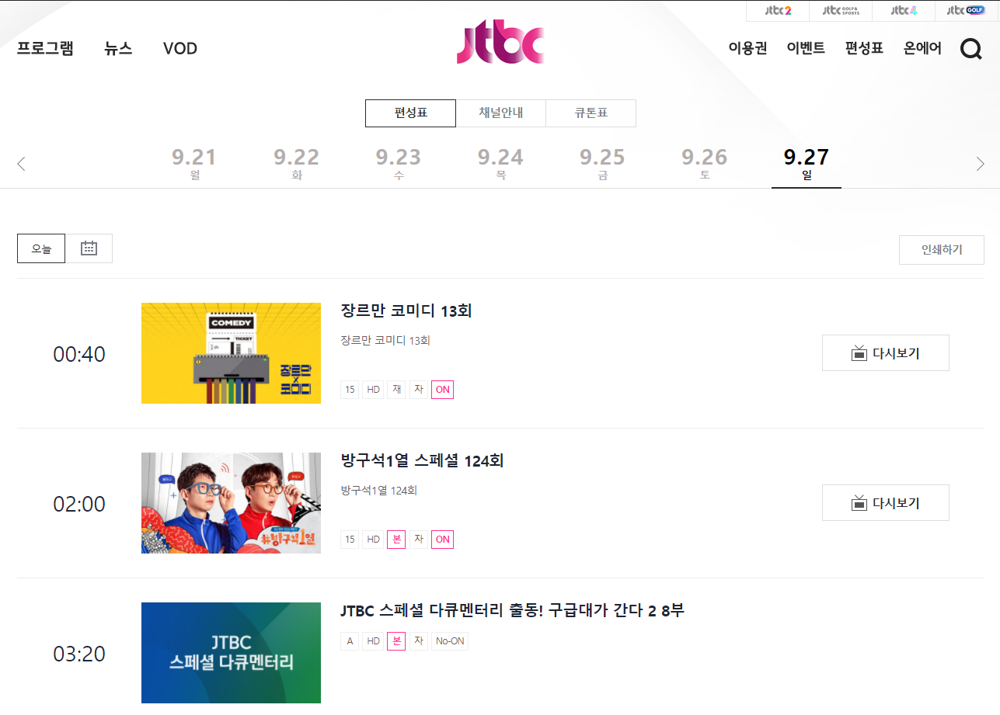 jtbc 2
jtbc GOLF& SPORTS
jtbc 4
jtbc GOLF
프로그램 뉴스 VOD
jtbc
이용권 이벤트 편성표 온에어
편성표 채널안내 큐톤표
9.21 9.22 9.23 9.24 9.25 9.26 9.27
월 화 수 목 금 토 일
오늘
인쇄하기
00:40
COMEDY
TICKET
장르만
X
코미디
장르만 코미디 13회
장르만 코미디 13회
15 HD 재 자 ON
다시보기
02:00
#방구석1열
방구석1열 스페셜 124회
방구석1열 124회
15 HD 본 자 ON
다시보기
03:20
JTBC
스페셜 다큐멘터리
JTBC 스페셜 다큐멘터리 출동! 구급대가 간다 2 8부
A HD 본 자 No-ON